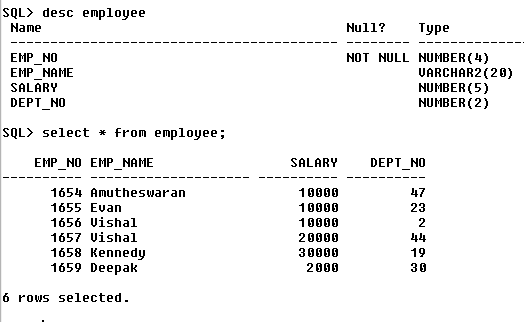 SQL> desc employee
Name Null? Type
----------------------------------------- -------- ----------------------------
EMP_NO NOT NULL NUMBER(4)
EMP_NAME VARCHAR2(20)
SALARY NUMBER(5)
DEPT_NO NUMBER(2)
SQL> select * from employee;
EMP_NO EMP_NAME SALARY DEPT_NO
---------- -------------------- ---------- ----------
1654 Amutheswaran 10000 47
1655 Evan 10000 23
1656 Vishal 10000 2
1657 Vishal 20000 44
1658 Kennedy 30000 19
1659 Deepak 2000 30
6 rows selected.